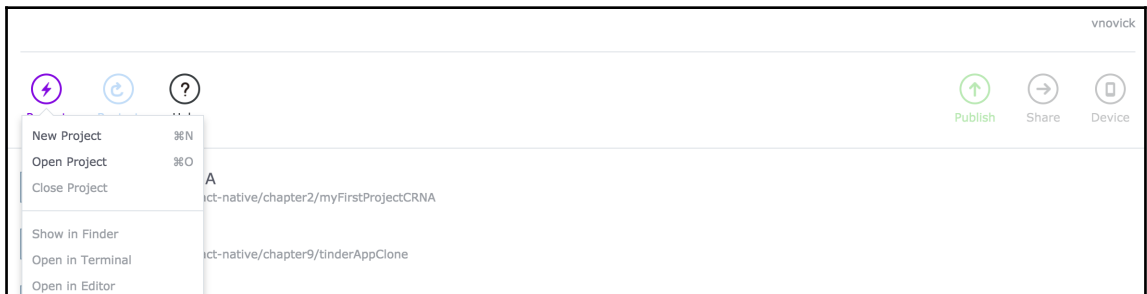 vnovick
Publish Share Device
New Project ⌘N
Open Project ⌘O
Close Project
A
act-native/chapter2/myFirstProjectCRNA
Show in Finder
Open in Terminal
act-native/chapter9/tinderAppClone
Open in Editor